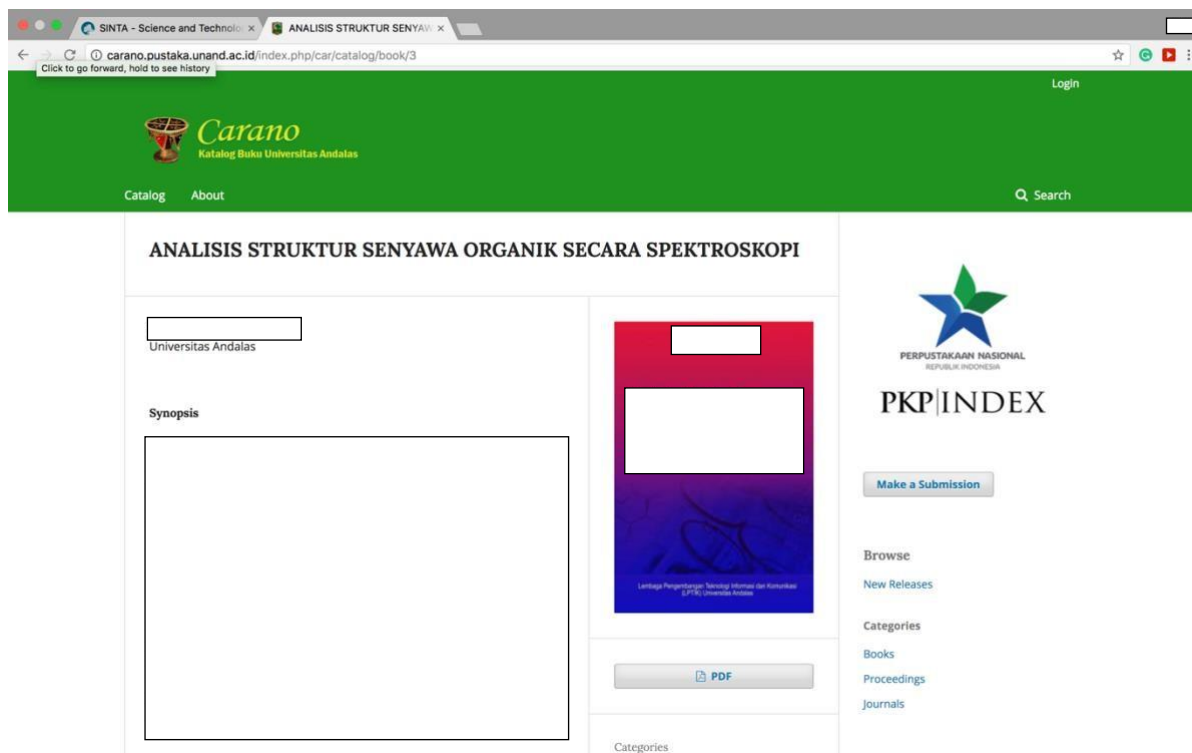 SINTA - Science and Technolo
ANALISIS STRUKTUR SENYAW
carano.pustaka.unand.ac.id/index.php/car/catalog/book/3
Click to go forward, hold to see history
Login
Carano
Katalog Buku Universitas Andalas
Catalog About
Search
ANALISIS STRUKTUR SENYAWA ORGANIK SECARA SPEKTROSKOPI
Universitas Andalas
Synopsis
Lembaga Pengembangan Teknologi Informasi dan Komunikasi
(LPTIK) Universitas Andalas
PDF
Categories
PERPUSTAKAAN NASIONAL
REPUBLIK INDONESIA
PKP|INDEX
Make a Submission
Browse
New Releases
Categories
Books
Proceedings
Journals